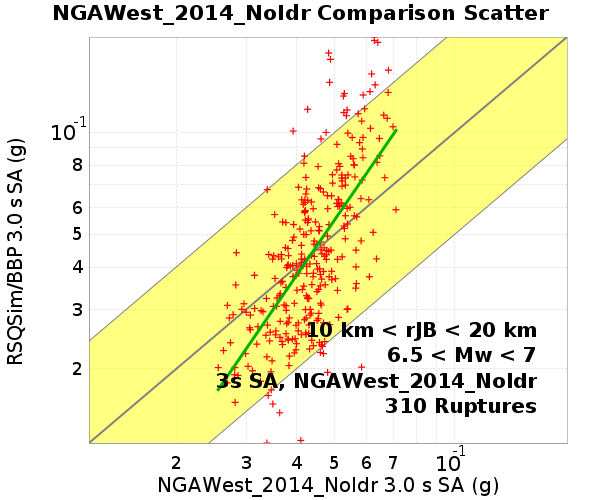 NGAWest_2014_NoIdr Comparison Scatter
RSQSim/BBP 3.0 s SA (g)
10^-1
8
6
5
4
3
2
10 km < rJB < 20 km
6.5 < Mw < 7
3s SA, NGAWest_2014_NoIdr
310 Ruptures
2 3 4 5 6 7 10^-1
NGAWest_2014_NoIdr 3.0 s SA (g)